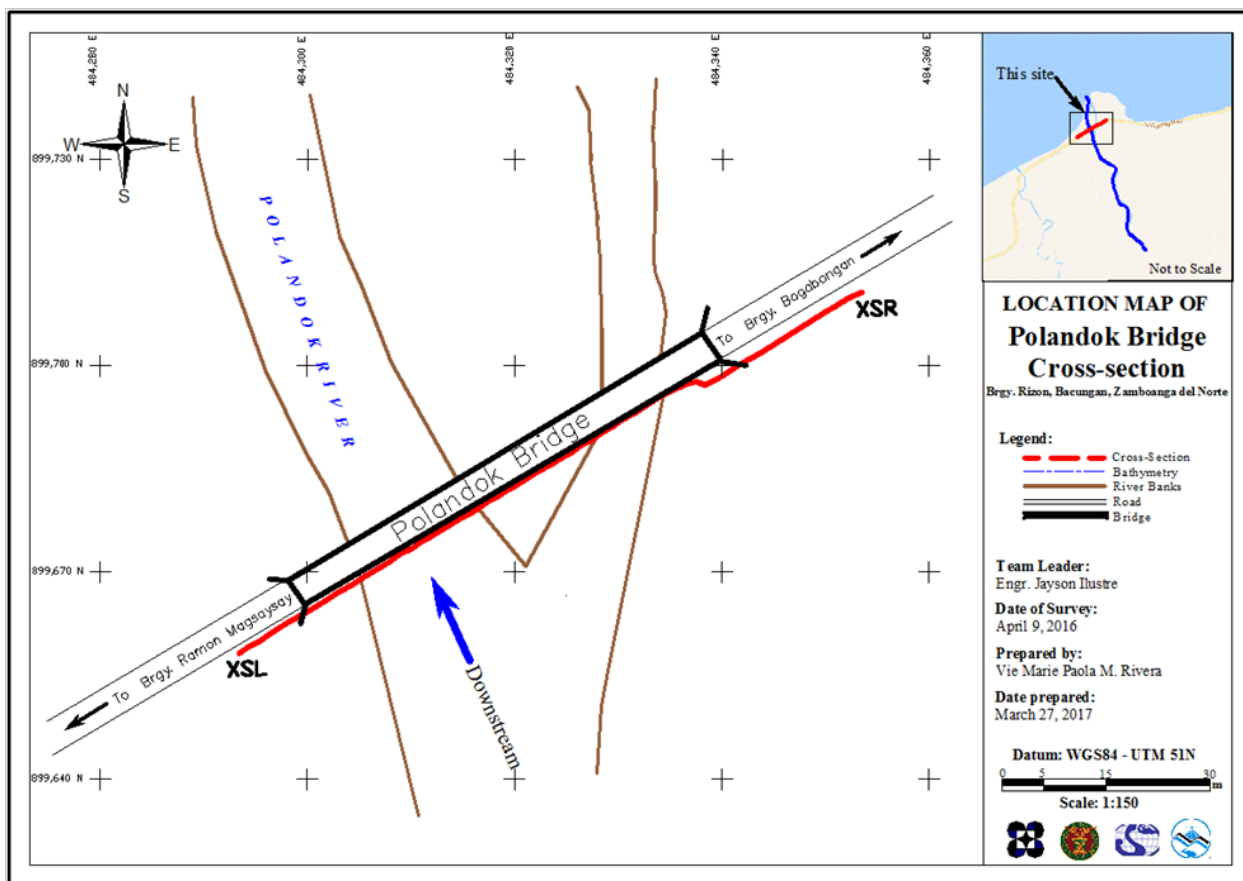 484,280 E
484,300 E
484,320 E
484,340 E
484,360 E
N
W E
S
899,730 N
899,700 N
899,670 N
899,640 N
POLANDOK RIVER
Polandok Bridge
To Brgy. Bogabongan
To Brgy. Ramon Magsaysay
XSR
XSL
Downstream
This site
Not to Scale
LOCATION MAP OF
Polandok Bridge
Cross-section
Brgy. Rizon, Bacungan, Zamboanga del Norte
Legend:
Cross-Section
Bathymetry
River Banks
Road
Bridge
Team Leader:
Engr. Jayson Ilustre
Date of Survey:
April 9, 2016
Prepared by:
Vie Marie Paola M. Rivera
Date prepared:
March 27, 2017
Datum: WGS84 - UTM 51N
0 5 15 30
m
Scale: 1:150